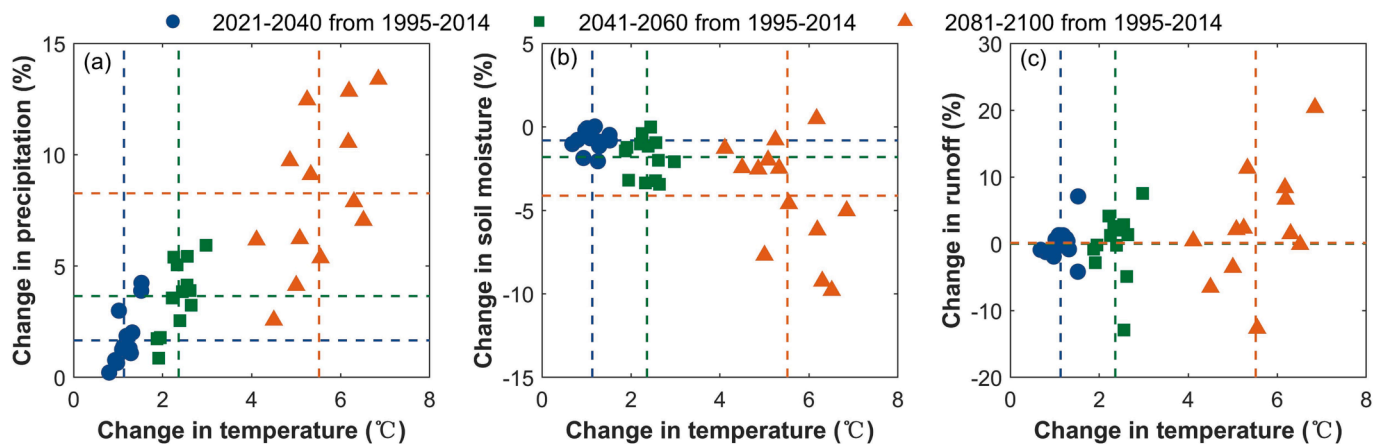 2021-2040 from 1995-2014 2041-2060 from 1995-2014 2081-2100 from 1995-2014
(a)
Change in precipitation (%)
15
10
5
0
0 2 4 6 8
Change in temperature (℃)
(b)
Change in soil moisture (%)
0
-5
-10
-15
0 2 4 6 8
Change in temperature (℃)
(c)
Change in runoff (%)
30
20
10
0
-10
-20
0 2 4 6 8
Change in temperature (℃)